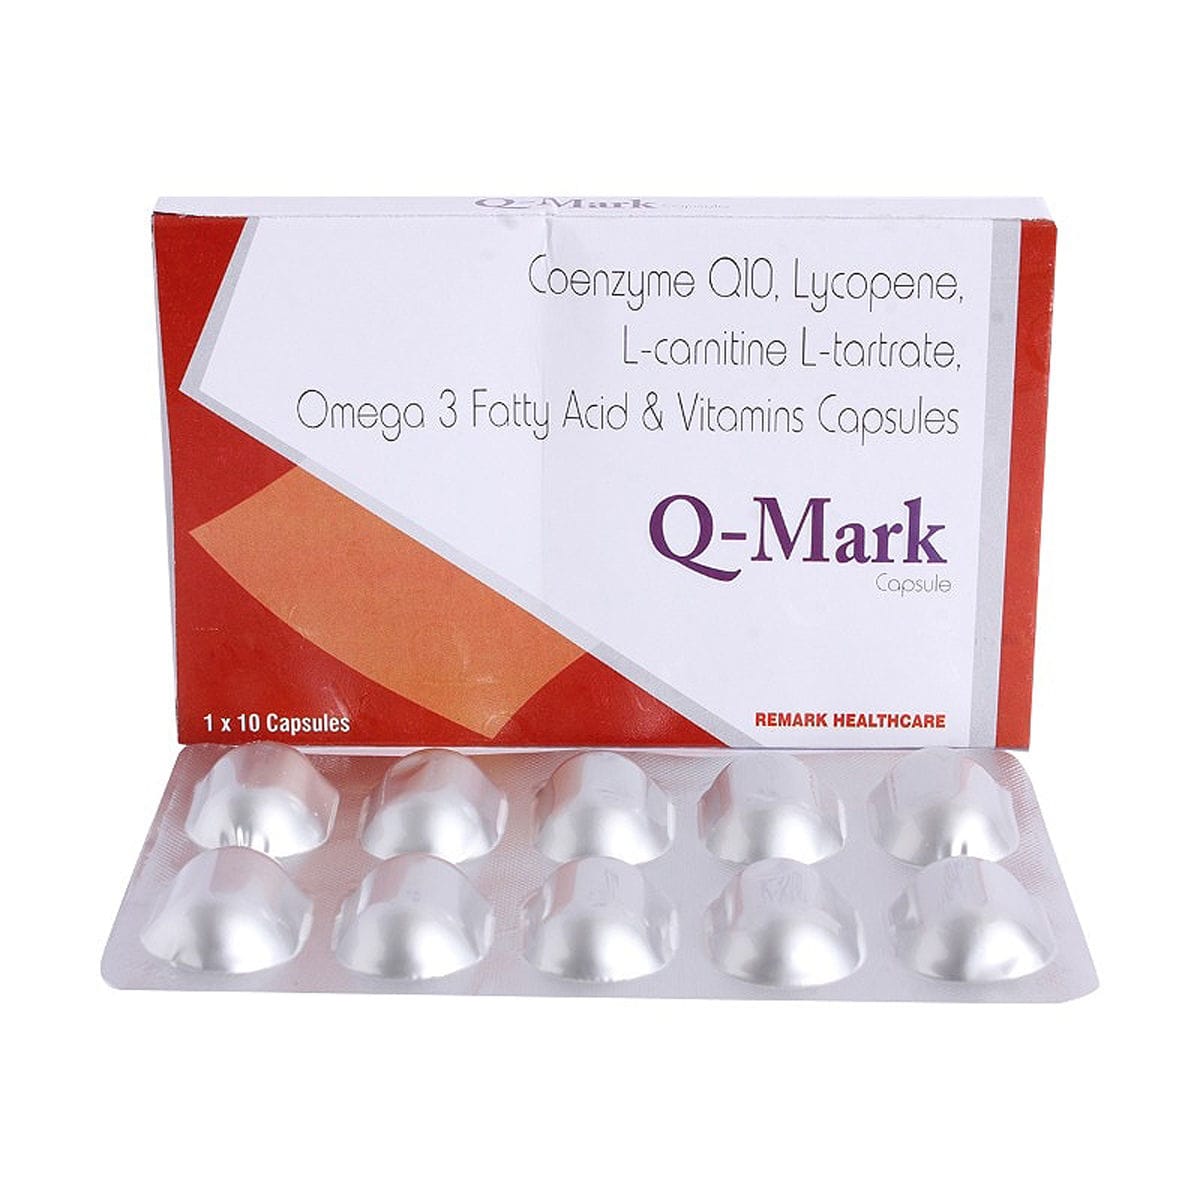 Q-Mark Capsule
Coenzyme Q10, Lycopene,
L-carnitine L-tartrate,
Omega 3 Fatty Acid & Vitamins Capsules
Q-Mark
Capsule
1 x 10 Capsules
REMARK HEALTHCARE